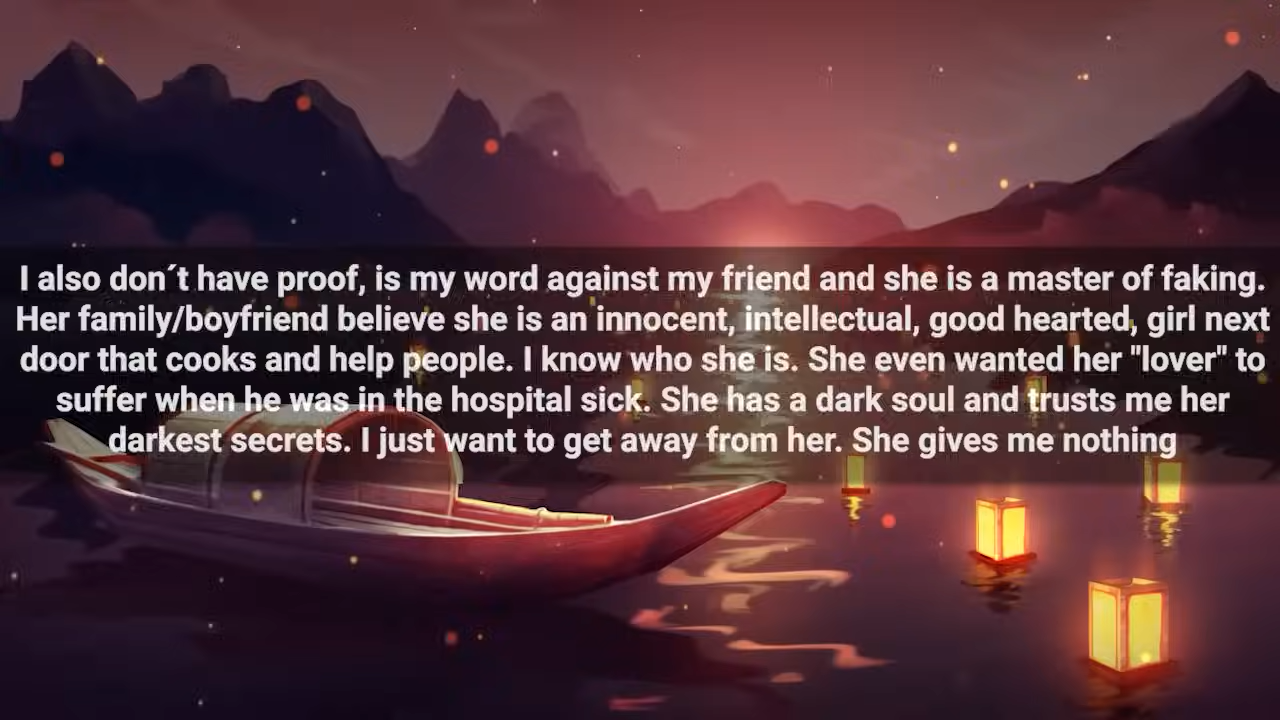 I also don´t have proof, is my word against my friend and she is a master of faking.
Her family/boyfriend believe she is an innocent, intellectual, good hearted, girl next
door that cooks and help people. I know who she is. She even wanted her "lover" to
suffer when he was in the hospital sick. She has a dark soul and trusts me her
darkest secrets. I just want to get away from her. She gives me nothing